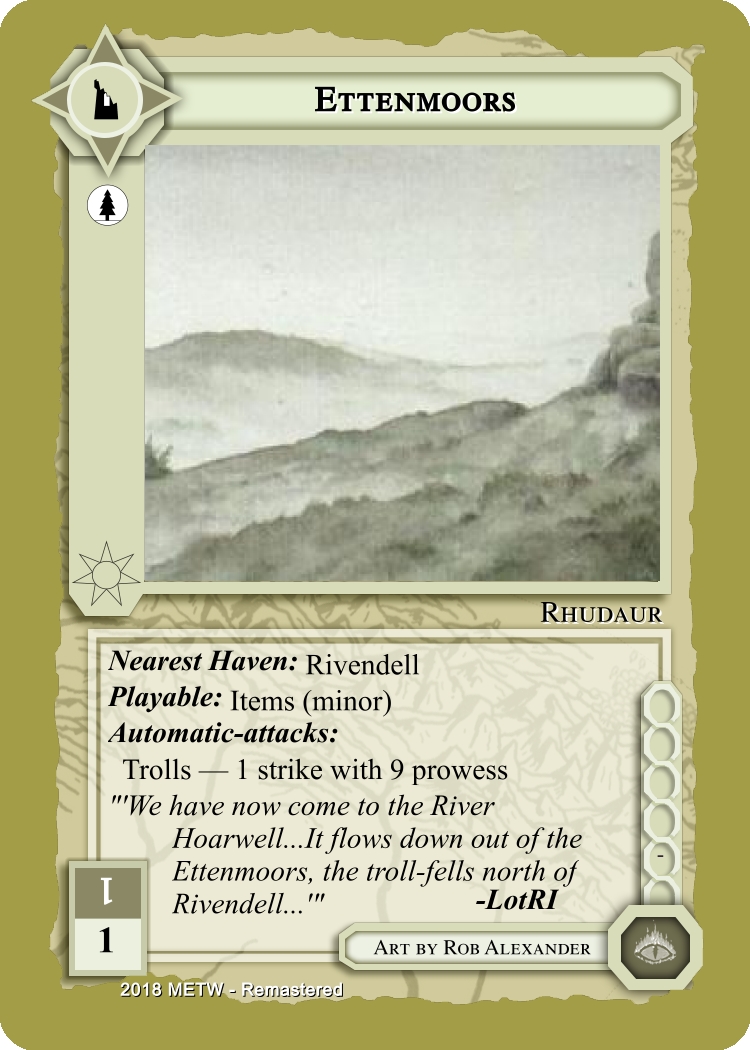 Ettenmoors
Rhudaur
Nearest Haven: Rivendell
Playable: Items (minor)
Automatic-attacks:
Trolls — 1 strike with 9 prowess
"'We have now come to the River
Hoarwell...It flows down out of the
Ettenmoors, the troll-fells north of
Rivendell...'"
-LotRI
-
1
1
Art by Rob Alexander
2018 METW - Remastered